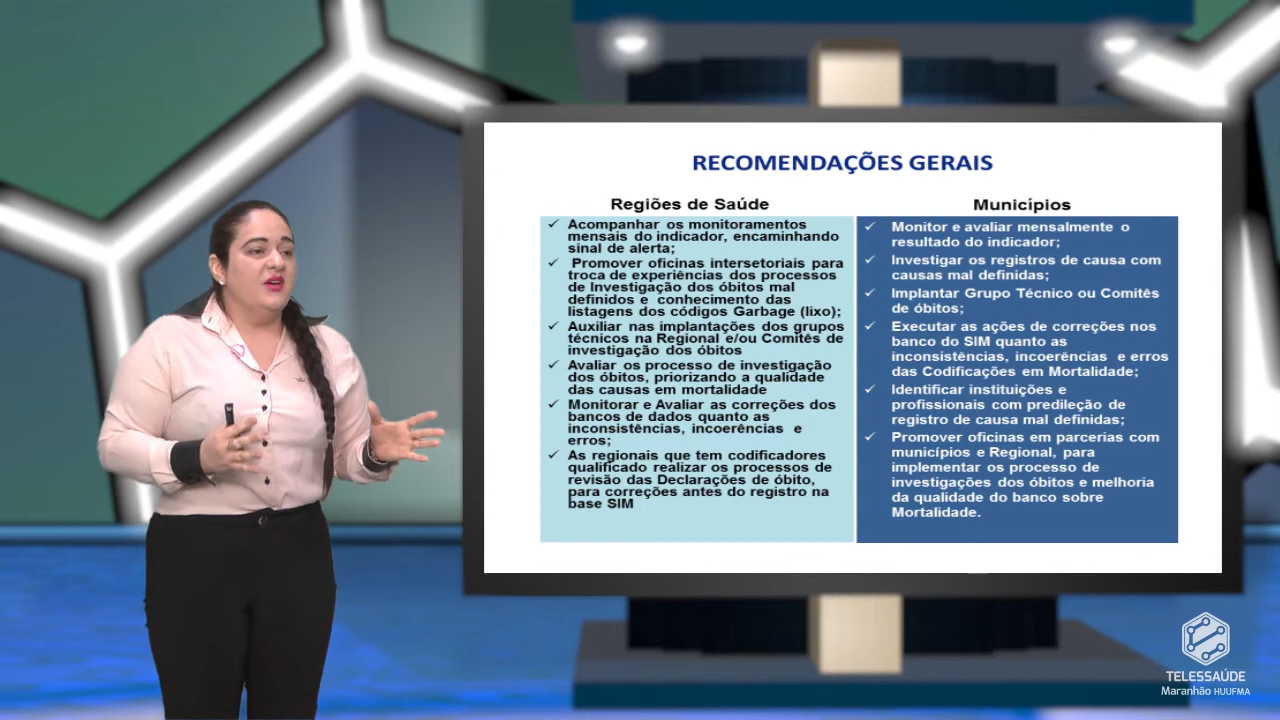 RECOMENDAÇÕES GERAIS
Regiões de Saúde
✓ Acompanhar os monitoramentos
mensais do indicador, encaminhando
sinal de alerta;
✓ Promover oficinas intersetoriais para
troca de experiências dos processos
de Investigação dos óbitos mal
definidos e conhecimento das
listagens dos códigos Garbage (lixo);
✓ Auxiliar nas implantações dos grupos
técnicos na Regional e/ou Comitês de
investigação dos óbitos
✓ Avaliar os processo de investigação
dos óbitos, priorizando a qualidade
das causas em mortalidade
✓ Monitorar e Avaliar as correções dos
bancos de dados quanto as
inconsistências, incoerências e
erros;
✓ As regionais que tem codificadores
qualificado realizar os processos de
revisão das Declarações de óbito,
para correções antes do registro na
base SIM
Municípios
✓ Monitor e avaliar mensalmente o
resultado do indicador;
✓ Investigar os registros de causa com
causas mal definidas;
✓ Implantar Grupo Técnico ou Comitês
de óbitos;
✓ Executar as ações de correções nos
banco do SIM quanto as
inconsistências, incoerências e erros
das Codificações em Mortalidade;
✓ Identificar instituições e
profissionais com predileção de
registro de causa mal definidas;
✓ Promover oficinas em parcerias com
municípios e Regional, para
implementar os processo de
investigações dos óbitos e melhoria
da qualidade do banco sobre
Mortalidade.
TELESSAÚDE
Maranhão HUUFMA